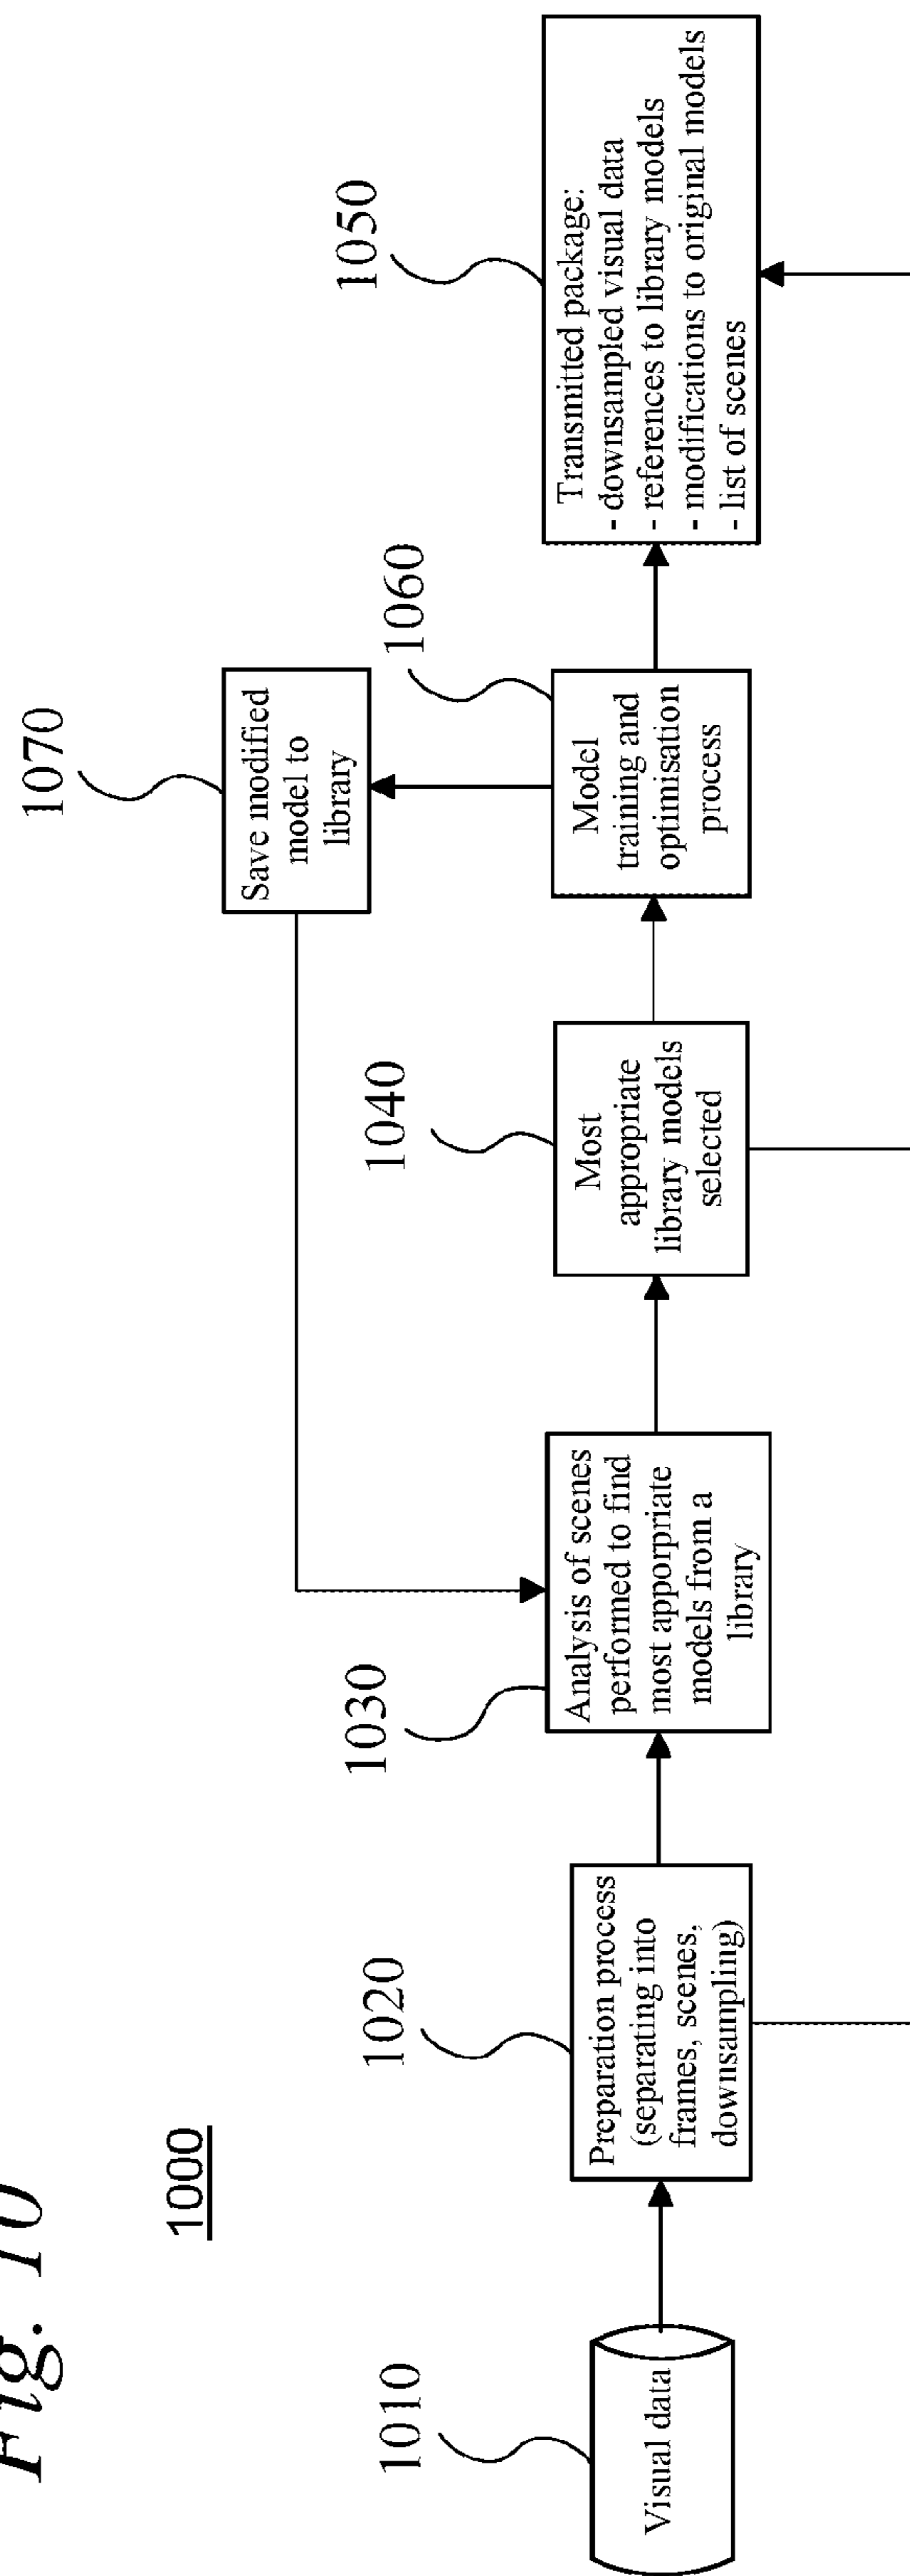 Fig. 10
1000
1010
Visual data
1020
Preparation process
(separating into
frames, scenes,
downsampling)
1030
Analysis of scenes
performed to find
most apporpriate
models from a
library
1040
Most
appropriate
library models
selected
1060
Model
training and
optimisation
process
1070
Save modified
model to
library
1050
Transmitted package:
- downsampled visual data
- references to library models
- modifications to original models
- list of scenes